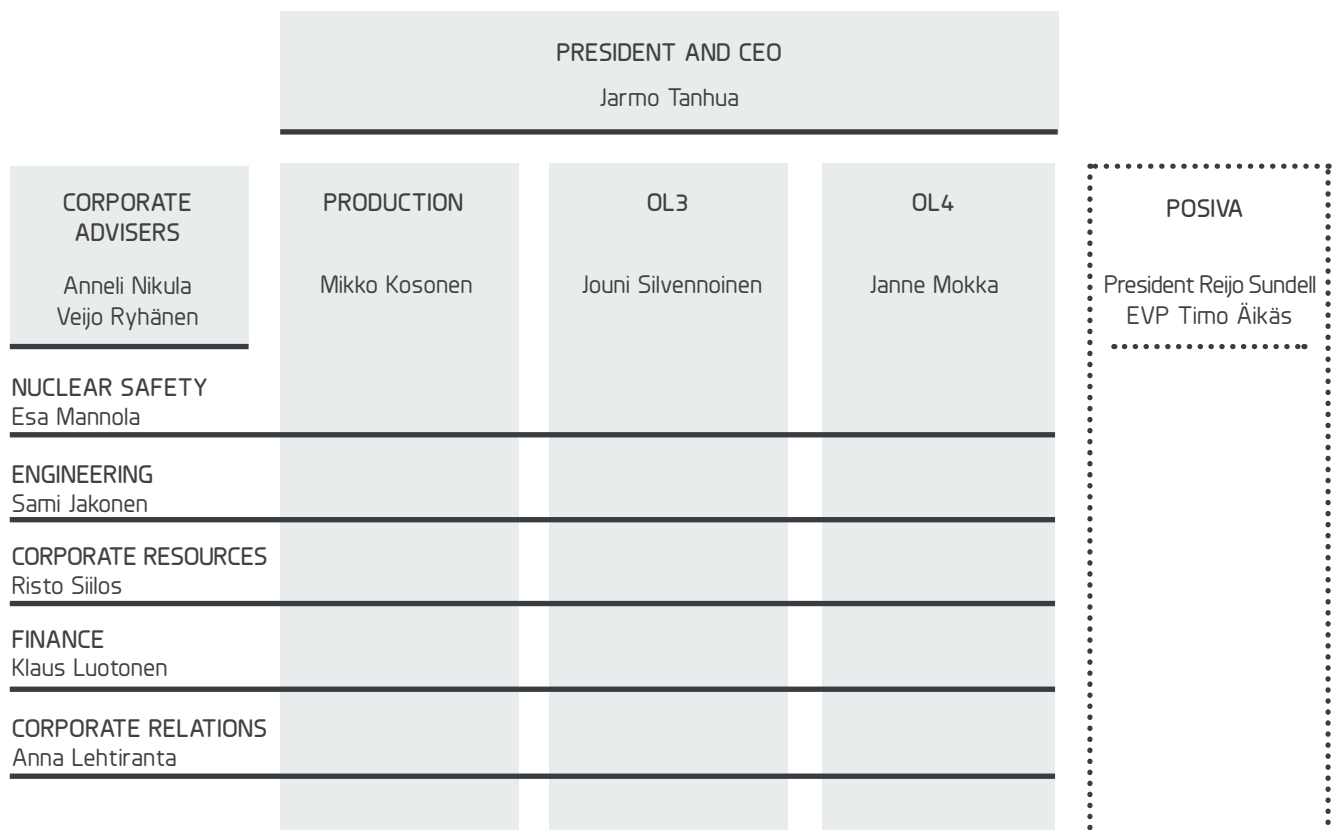 PRESIDENT AND CEO
Jarmo Tanhua
CORPORATE
ADVISERS
Anneli Nikula
Veijo Ryhänen
PRODUCTION
Mikko Kosonen
OL3
Jouni Silvennoinen
OL4
Janne Mokka
POSIVA
President Reijo Sundell
EVP Timo Äikäs
NUCLEAR SAFETY
Esa Mannola
ENGINEERING
Sami Jakonen
CORPORATE RESOURCES
Risto Siilos
FINANCE
Klaus Luotonen
CORPORATE RELATIONS
Anna Lehtiranta